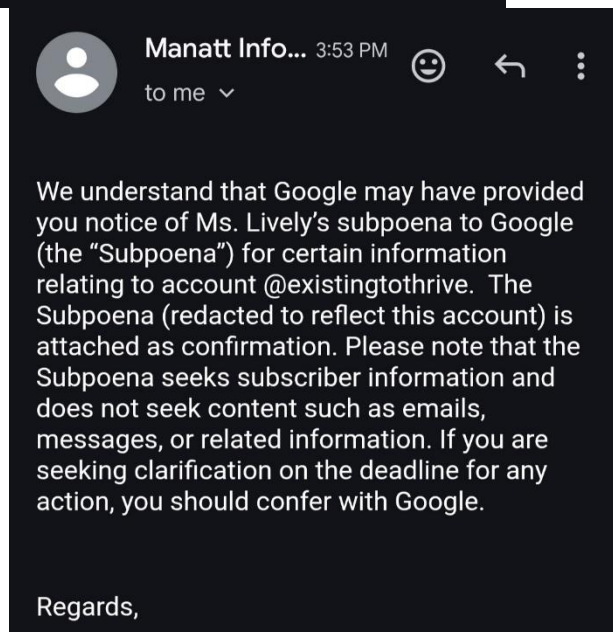 Manatt Info... 3:53 PM
to me
We understand that Google may have provided
you notice of Ms. Lively’s subpoena to Google
(the “Subpoena”) for certain information
relating to account @existingtothrive.  The
Subpoena (redacted to reflect this account) is
attached as confirmation. Please note that the
Subpoena seeks subscriber information and
does not seek content such as emails,
messages, or related information. If you are
seeking clarification on the deadline for any
action, you should confer with Google.
Regards,